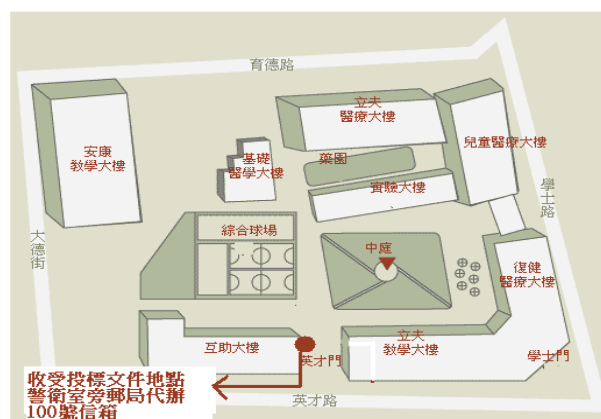 育德路
立夫
醫療大樓
兒童醫療大樓
安康
教學大樓
基礎
醫學大樓
藥園
實驗大樓
學士路
大德街
綜合球場
中庭
復健
醫療大樓
互助大樓
英才門
立夫
教學大樓
學士門
收受投標文件地點
警衛室旁郵局代辦
100號信箱
英才路